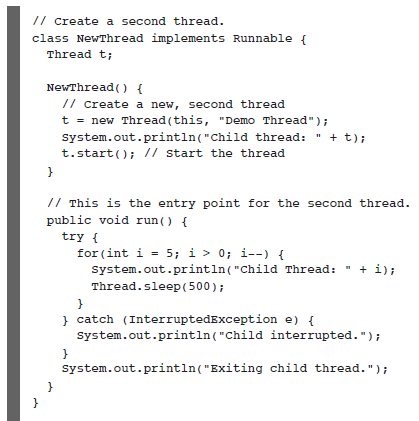 // Create a second thread.
class NewThread implements Runnable {
  Thread t;

  NewThread() {
    // Create a new, second thread
    t = new Thread(this, "Demo Thread");
    System.out.println("Child thread: " + t);
    t.start(); // Start the thread
  }

  // This is the entry point for the second thread.
  public void run() {
    try {
      for(int i = 5; i > 0; i--) {
        System.out.println("Child Thread: " + i);
        Thread.sleep(500);
      }
    } catch (InterruptedException e) {
      System.out.println("Child interrupted.");
    }
    System.out.println("Exiting child thread.");
  }
}